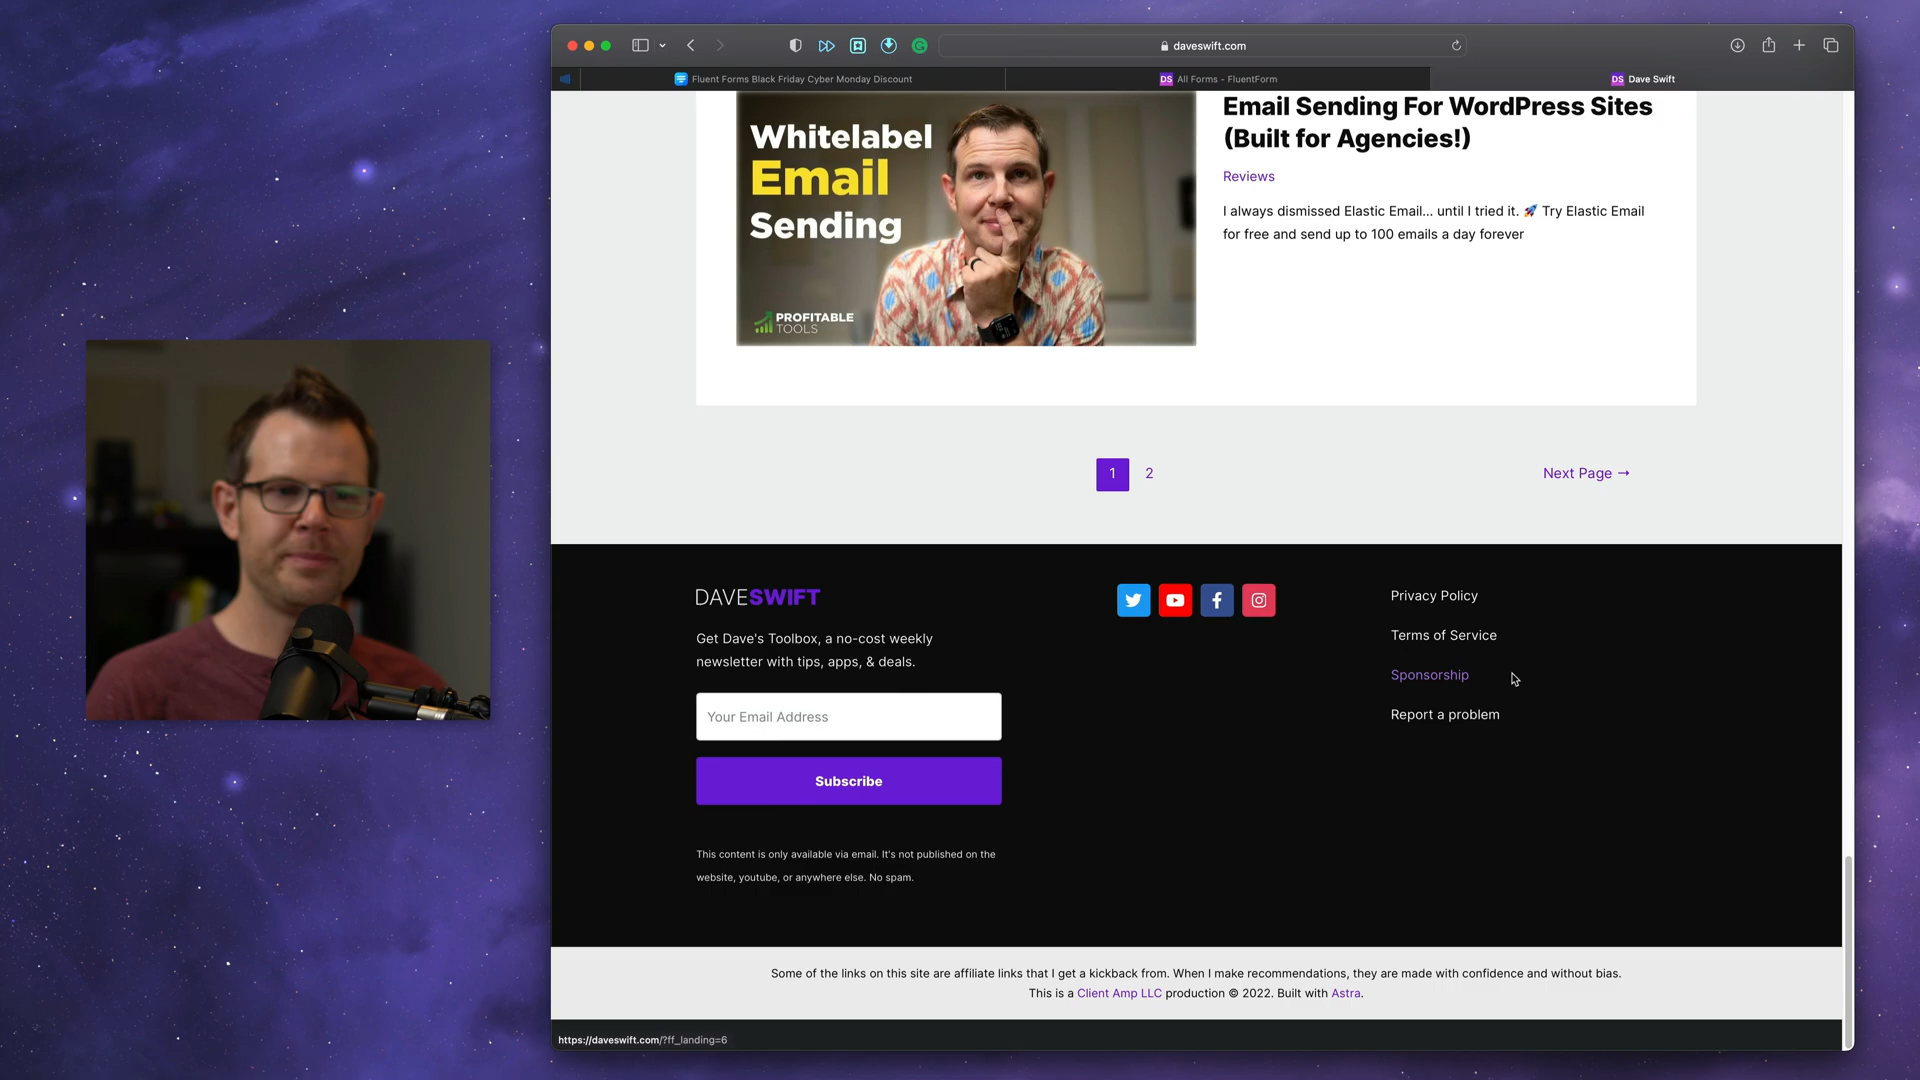 daveswift.com
Fluent Forms Black Friday Cyber Monday Discount
DS All Forms - FluentForm
DS Dave Swift
Whitelabel
Email
Sending
PROFITABLE
TOOLS
Email Sending For WordPress Sites
(Built for Agencies!)
Reviews
I always dismissed Elastic Email... until I tried it. 🚀 Try Elastic Email
for free and send up to 100 emails a day forever
1 2 Next Page →
DAVESWIFT
Get Dave's Toolbox, a no-cost weekly
newsletter with tips, apps, & deals.
Your Email Address
Subscribe
This content is only available via email. It's not published on the
website, youtube, or anywhere else. No spam.
Privacy Policy
Terms of Service
Sponsorship
Report a problem
Some of the links on this site are affiliate links that I get a kickback from. When I make recommendations, they are made with confidence and without bias.
This is a Client Amp LLC production © 2022. Built with Astra.
https://daveswift.com/?ff_landing=6